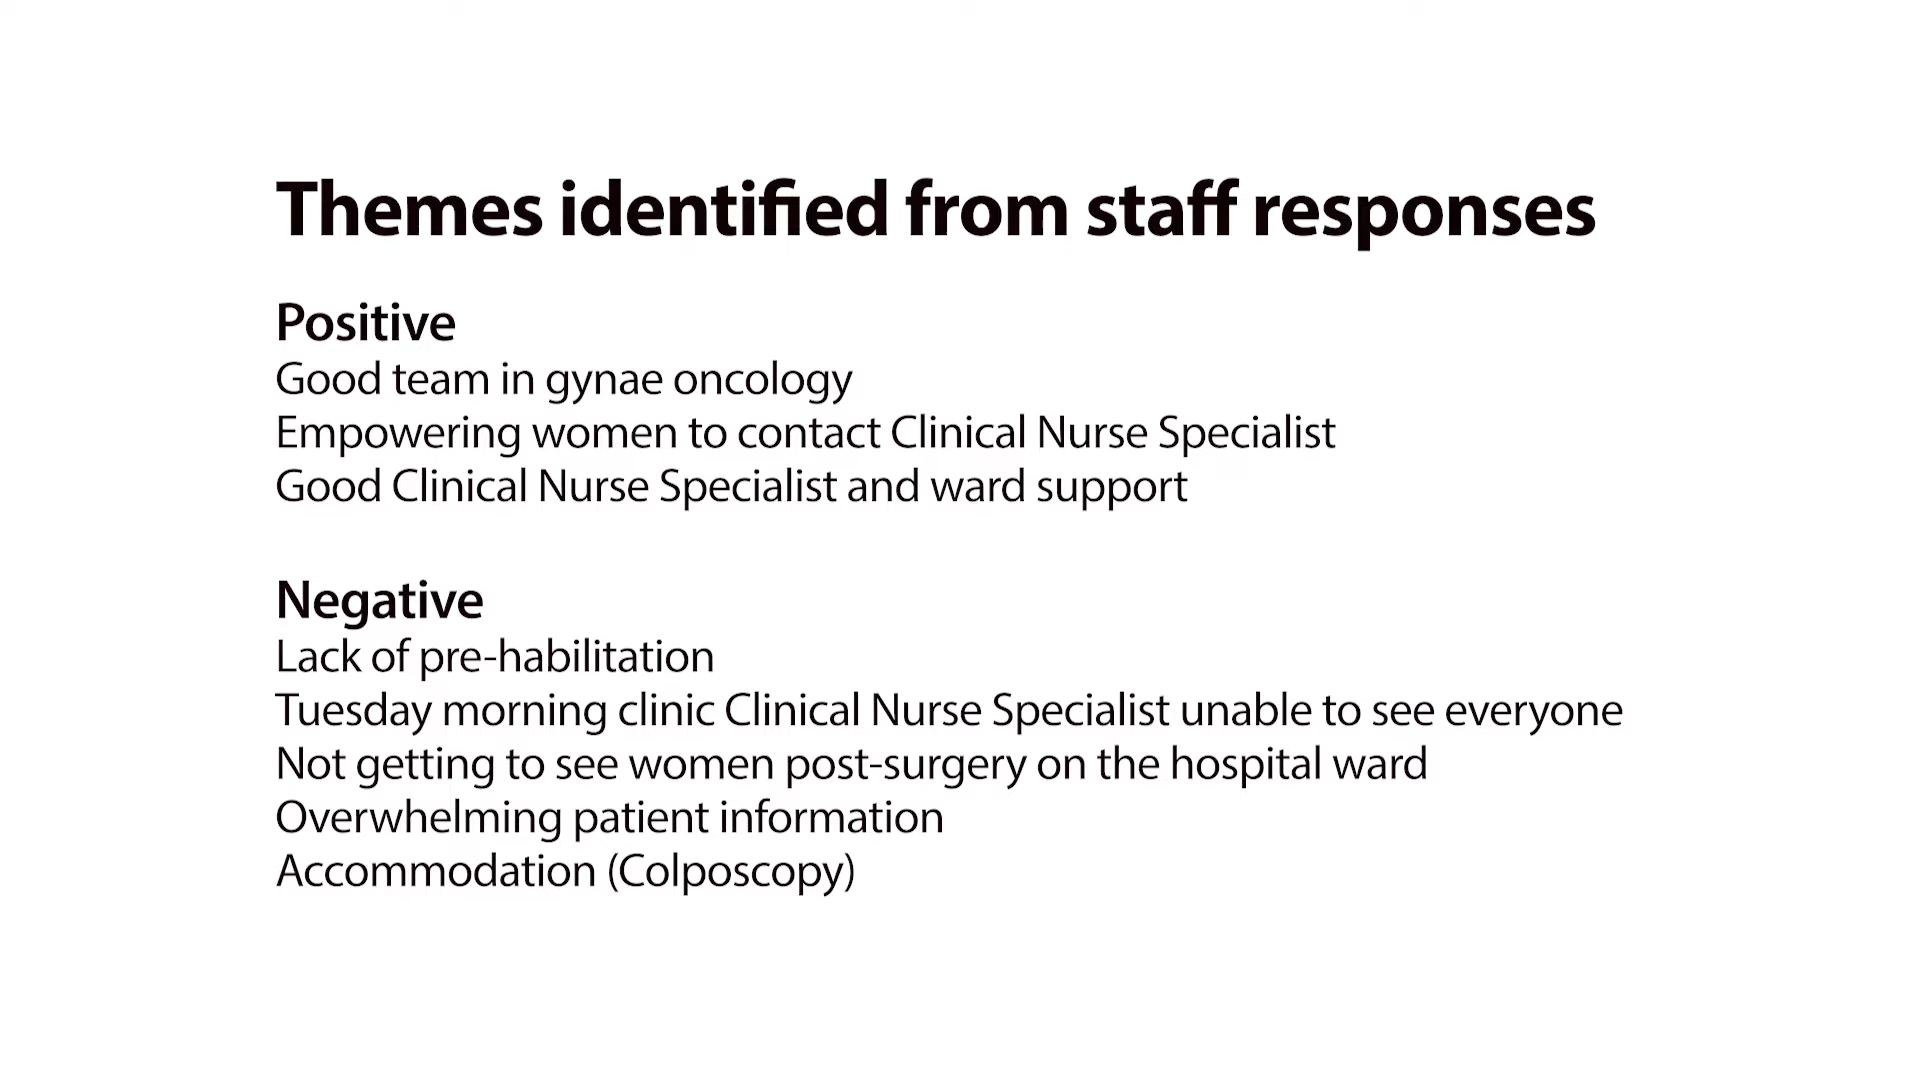 Themes identified from staff responses
Positive
Good team in gynae oncology
Empowering women to contact Clinical Nurse Specialist
Good Clinical Nurse Specialist and ward support
Negative
Lack of pre-habilitation
Tuesday morning clinic Clinical Nurse Specialist unable to see everyone
Not getting to see women post-surgery on the hospital ward
Overwhelming patient information
Accommodation (Colposcopy)